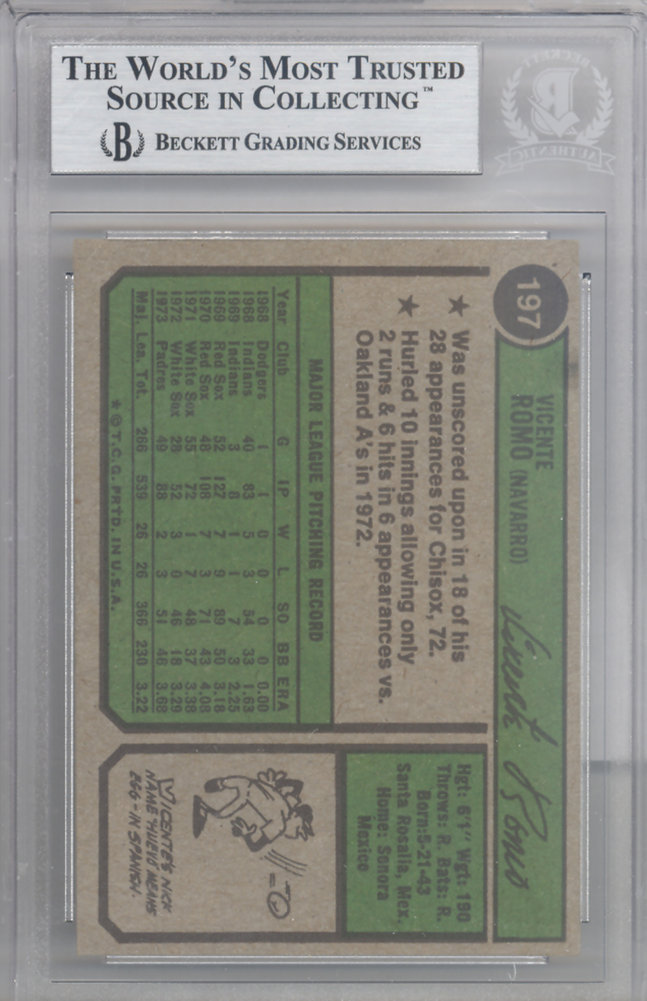 THE WORLD'S MOST TRUSTED
SOURCE IN COLLECTING™
B BECKETT GRADING SERVICES
BECKETT
B
AUTHENTIC
197
VICENTE
ROMO (NAVARRO)
Vicente Romo
★ Was unscored upon in 18 of his
28 appearances for Chisox, 72.
★ Hurled 10 innings allowing only
2 runs & 6 hits in 6 appearances vs.
Oakland A's in 1972.
MAJOR LEAGUE PITCHING RECORD
Year Club G IP W L SO BB ERA
1968 Dodgers 1 1 0 0 0 0 0.00
1968 Indians 40 83 5 3 54 33 1.63
1969 Indians 3 8 1 1 7 3 2.25
1969 Red Sox 52 127 7 9 89 50 3.18
1970 Red Sox 48 108 7 3 71 43 4.08
1971 White Sox 55 72 1 7 48 37 3.38
1972 White Sox 28 52 3 0 46 18 3.29
1973 Padres 49 88 2 3 51 46 3.68
Maj. Lea. Tot. 266 539 26 26 366 230 3.22
★ © T.C.G. PRTD. IN U.S.A.
Hgt: 6'1" Wgt: 190
Throws: R. Bats: R.
Born: 5-21-43
Santa Rosalia, Mex.
Home: Sonora
Mexico
VICENTE'S NICK
NAME "HUEVO" MEANS
EGG - IN SPANISH.